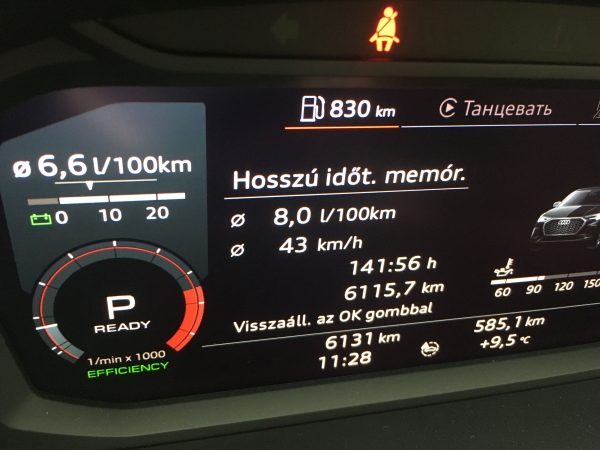 830 km
Танцевать
ø 6,6 l/100km
0 10 20
Hosszú időt. memór.
ø 8,0 l/100km
ø 43 km/h
141:56 h
6115,7 km
60 90 120 150
Visszaáll. az OK gombbal
P
READY
1/min x 1000
EFFICIENCY
6131 km
585,1 km
11:28
+9,5 °C